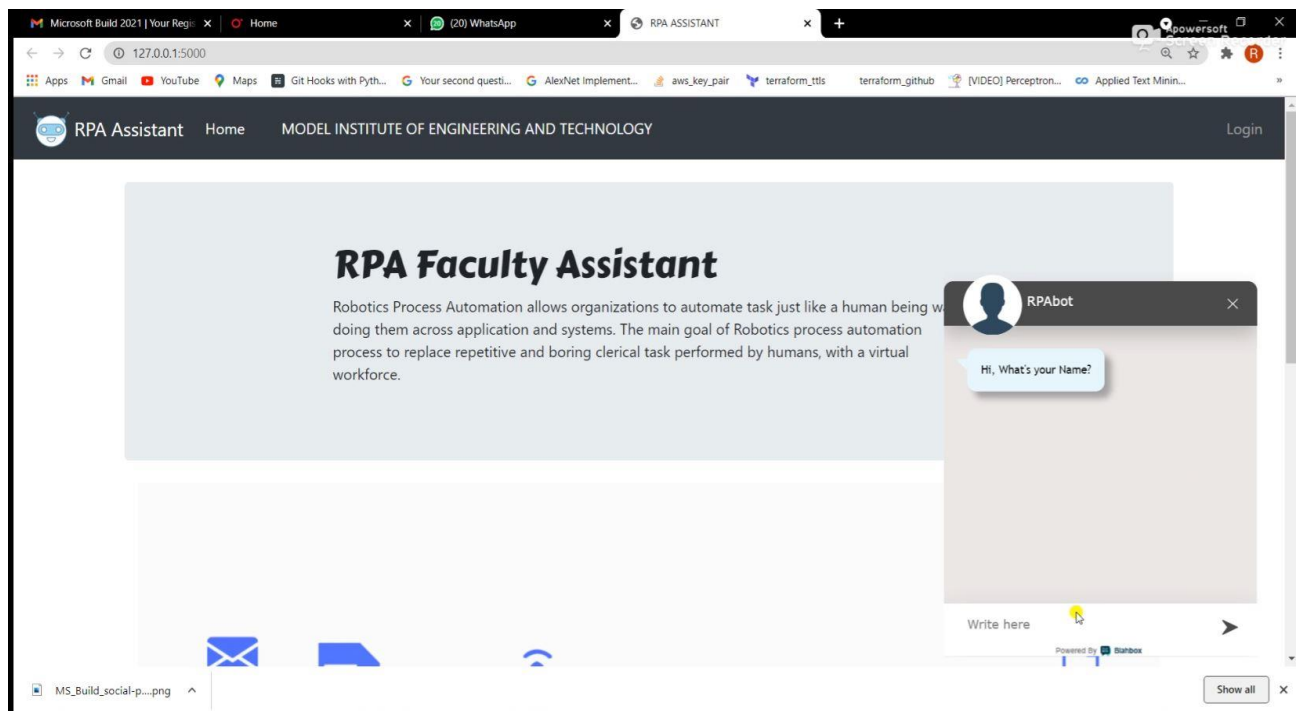 Microsoft Build 2021 | Your Regis
Home
(20) WhatsApp
RPA ASSISTANT
Apowersoft
Screen Recorder
127.0.0.1:5000
R
Apps
Gmail
YouTube
Maps
Git Hooks with Pyth...
Your second questi...
AlexNet Implement...
aws_key_pair
terraform_ttls
terraform_github
[VIDEO] Perceptron...
Applied Text Minin...
RPA Assistant
Home
MODEL INSTITUTE OF ENGINEERING AND TECHNOLOGY
Login
RPA Faculty Assistant
Robotics Process Automation allows organizations to automate task just like a human being w
doing them across application and systems. The main goal of Robotics process automation
process to replace repetitive and boring clerical task performed by humans, with a virtual
workforce.
RPAbot
Hi, What's your Name?
Write here
Powered By
MS_Build_social-p....png
Show all